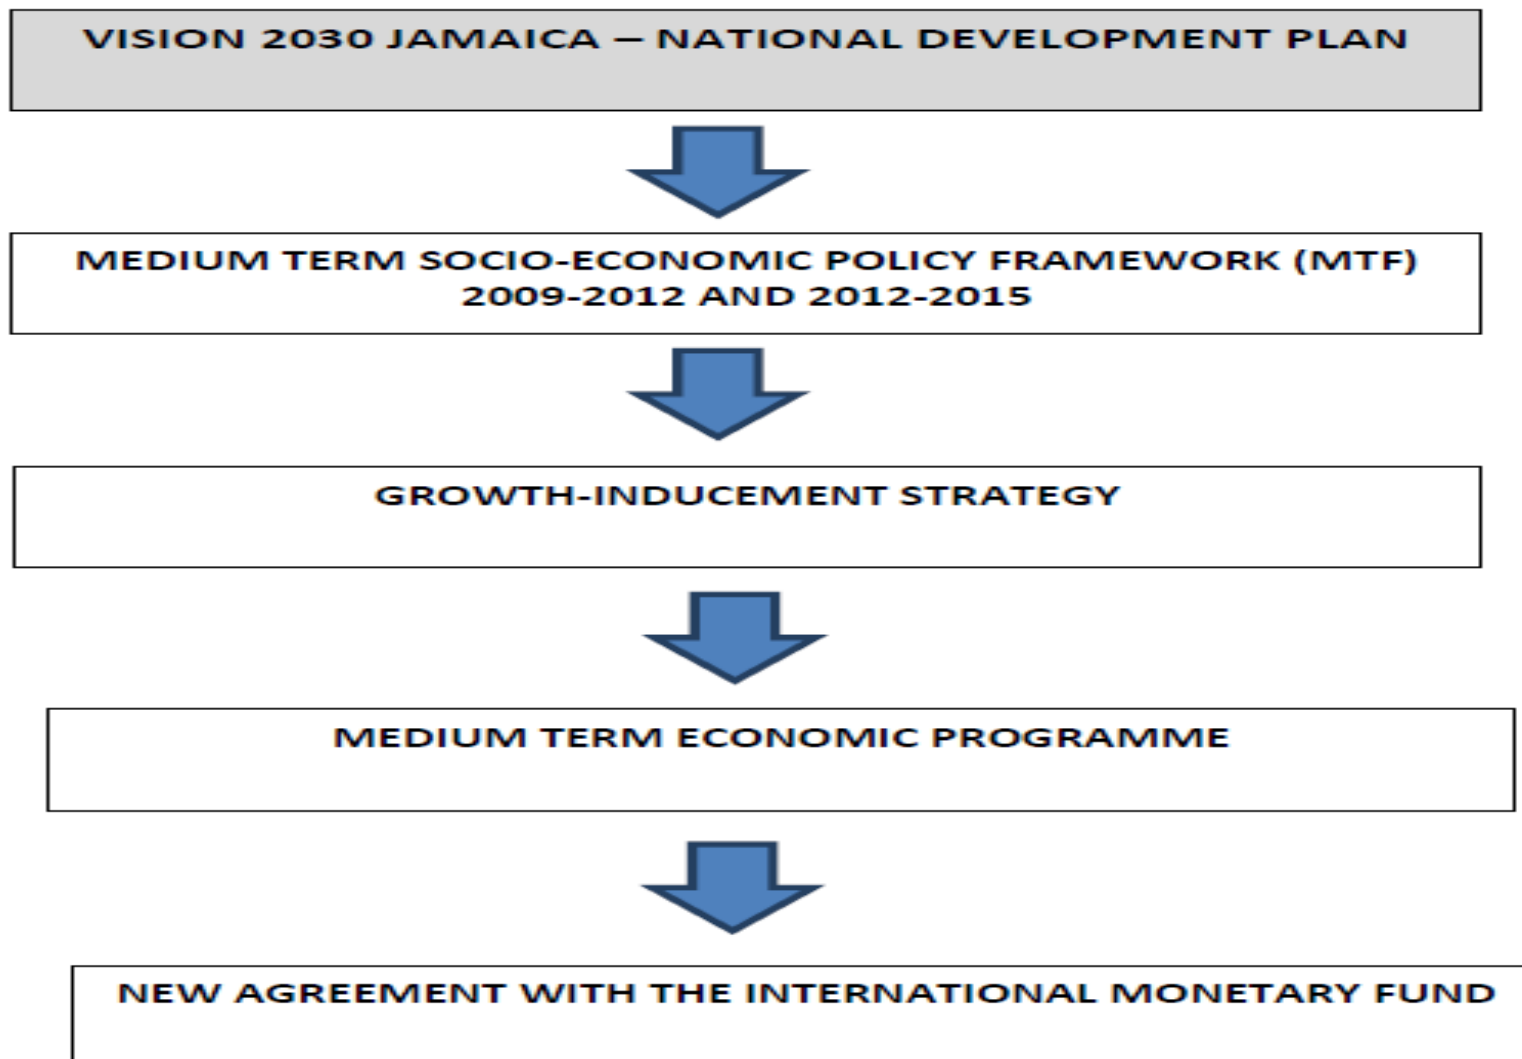 VISION 2030 JAMAICA – NATIONAL DEVELOPMENT PLAN
MEDIUM TERM SOCIO-ECONOMIC POLICY FRAMEWORK (MTF)
2009-2012 AND 2012-2015
GROWTH-INDUCEMENT STRATEGY
MEDIUM TERM ECONOMIC PROGRAMME
NEW AGREEMENT WITH THE INTERNATIONAL MONETARY FUND